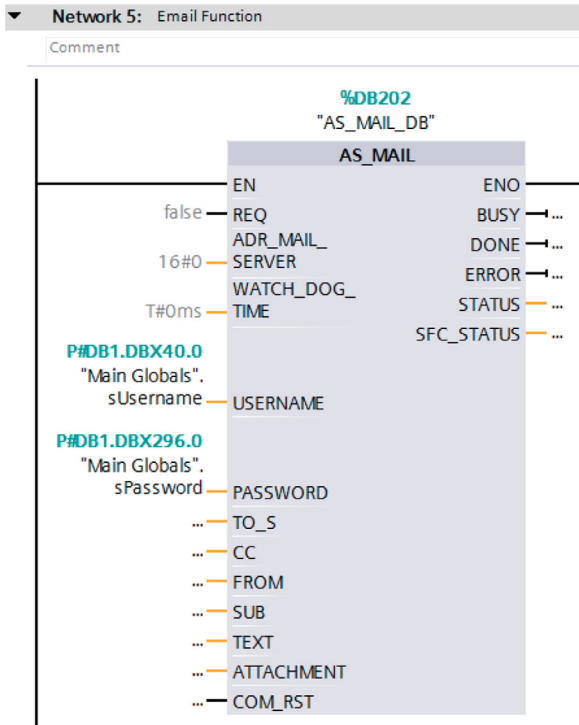 Network 5: Email Function
Comment
%DB202
"AS_MAIL_DB"
AS_MAIL
EN ENO
false REQ BUSY ...
ADR_MAIL_ DONE ...
16#0 SERVER ERROR ...
WATCH_DOG_
T#0ms TIME STATUS ...
SFC_STATUS ...
P#DB1.DBX40.0
"Main Globals".
sUsername USERNAME
P#DB1.DBX296.0
"Main Globals".
sPassword PASSWORD
... TO_S
... CC
... FROM
... SUB
... TEXT
... ATTACHMENT
... COM_RST